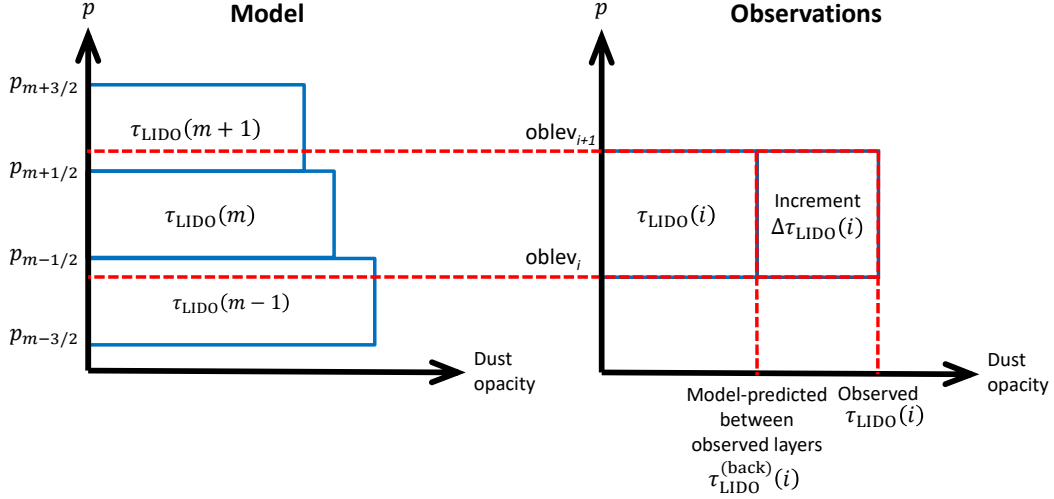 Model
p
p_{m+3/2}
τ_LIDO(m + 1)
p_{m+1/2}
τ_LIDO(m)
p_{m−1/2}
τ_LIDO(m − 1)
p_{m−3/2}
Dust
opacity
Observations
p
oblev_{i+1}
τ_LIDO(i)
Increment
Δτ_LIDO(i)
oblev_i
Dust
opacity
Model-predicted
between
observed layers
τ_LIDO^(back)(i)
Observed
τ_LIDO(i)